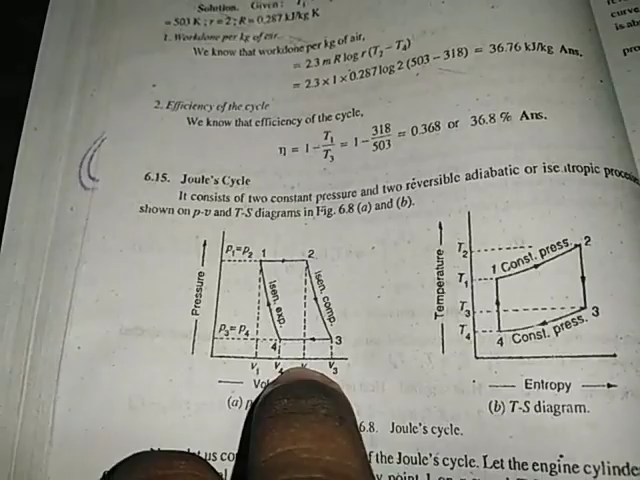 Solution. Given: T
= 503 K ; r = 2 ; R = 0.287 kJ/kg K
1. Workdone per kg of air.
We know that workdone per kg of air,
= 2.3 m R log r (T₃ – T₄)
= 2.3 × 1 × 0.287 log 2 (503 – 318) = 36.76 kJ/kg Ans.
2. Efficiency of the cycle
We know that efficiency of the cycle,
η = 1 – T₁/T₃ = 1 – 318/503 = 0.368 or 36.8 % Ans.
6.15. Joule's Cycle
It consists of two constant pressure and two reversible adiabatic or
shown on p-v and T-S diagrams in Fig. 6.8 (a) and (b).
Pressure
p₁=p₂ 1 2
Isen. exp.
Isen. comp.
p₃=p₄ 4 3
v₁ v₃
(a)
Temperature
T₂ 2
T₁ 1 Const. press.
T₃ 3
T₄ 4 Const. press.
Entropy
(b) T-S diagram.
6.8. Joule's cycle.
us
f the Joule's cycle. Let the engine
curve
is
pro